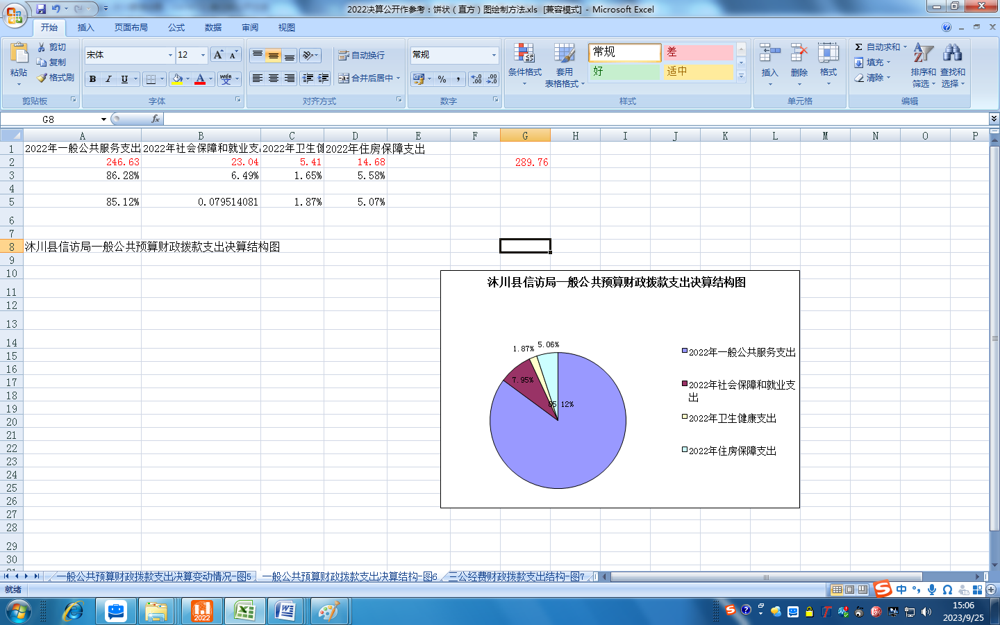 2022决算公开作参考：饼状（直方）图绘制方法.xls [兼容模式] - Microsoft Excel
开始 插入 页面布局 公式 数据 审阅 视图
剪切 宋体 12 自动换行 常规 常规 差 自动求和
复制 好 适中 填充
粘贴 格式刷 B I U 合并后居中 % 条件格式 套用 表格格式 插入 删除 格式 清除 排序和 筛选 查找和 选择
剪贴板 字体 对齐方式 数字 样式 单元格 编辑
G8 fx
A B C D E F G H I J K L M N O P
1 2022年一般公共服务支出 2022年社会保障和就业支 2022年卫生健 2022年住房保障支出
2 246.63 23.04 5.41 14.68 289.76
3 86.28% 6.49% 1.65% 5.58%
4
5 85.12% 0.079514081 1.87% 5.07%
6
7
8 沐川县信访局一般公共预算财政拨款支出决算结构图
9
10
11
12
13
14
15
16
17
18
19
20
21
22
23
24
25
26
27
28
29
30
沐川县信访局一般公共预算财政拨款支出决算结构图
1.87% 5.06%
7.95%
12%
2022年一般公共服务支出
2022年社会保障和就业支
出
2022年卫生健康支出
2022年住房保障支出
一般公共预算财政拨款支出决算变动情况-图5 一般公共预算财政拨款支出决算结构-图6 三公经费财政拨款支出结构-图7
就绪 中
2022
15:06
2023/9/25